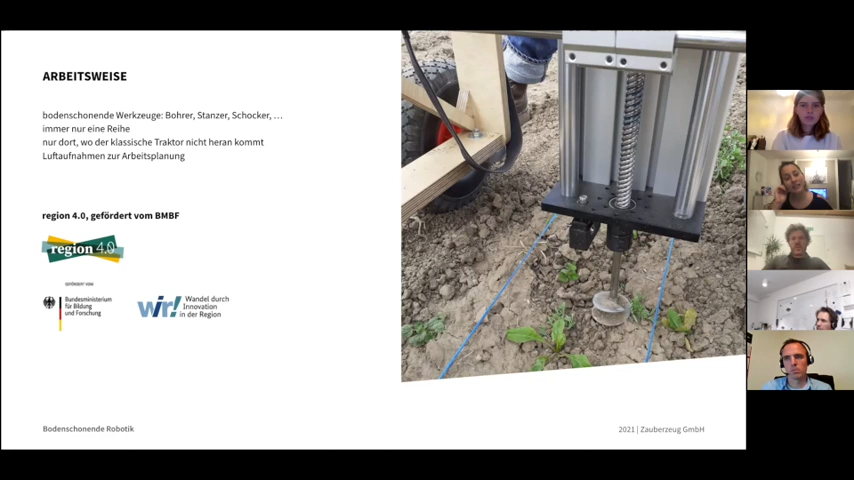 ARBEITSWEISE
bodenschonende Werkzeuge: Bohrer, Stanzer, Schocker, ...
immer nur eine Reihe
nur dort, wo der klassische Traktor nicht heran kommt
Luftaufnahmen zur Arbeitsplanung
region 4.0, gefördert vom BMBF
region 4.0
GEFÖRDERT VOM
Bundesministerium
für Bildung
und Forschung
wir!
Wandel durch
Innovation
in der Region
Bodenschonende Robotik
2021 | Zauberzeug GmbH